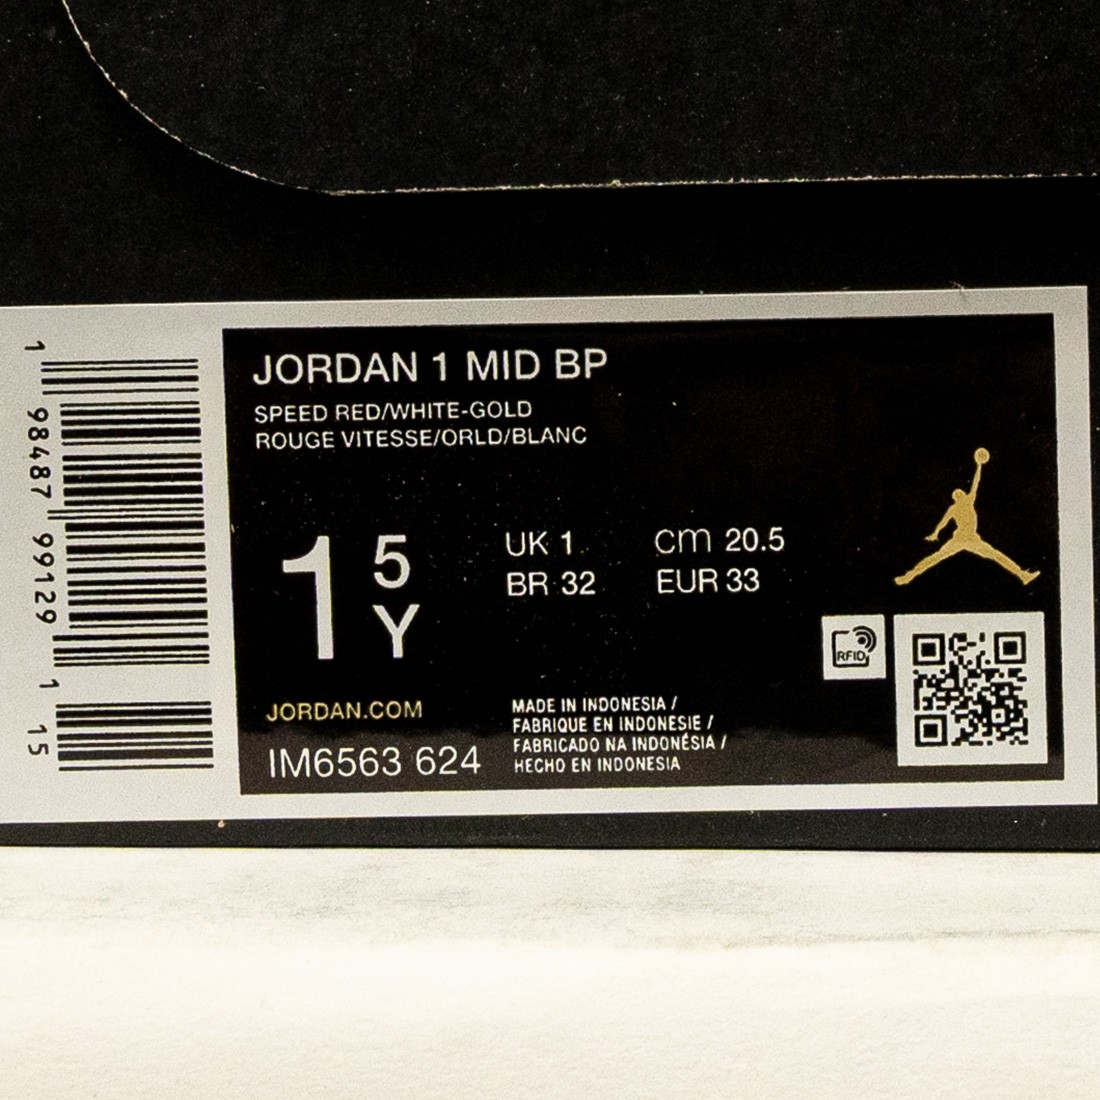 JORDAN 1 MID BP
SPEED RED/WHITE-GOLD
ROUGE VITESSE/ORLD/BLANC
1 5 Y
UK 1
cm 20.5
BR 32
EUR 33
RFID
JORDAN.COM
IM6563 624
MADE IN INDONESIA /
FABRIQUE EN INDONESIE /
FABRICADO NA INDONÉSIA /
HECHO EN INDONESIA
1 98487 99129 1 15